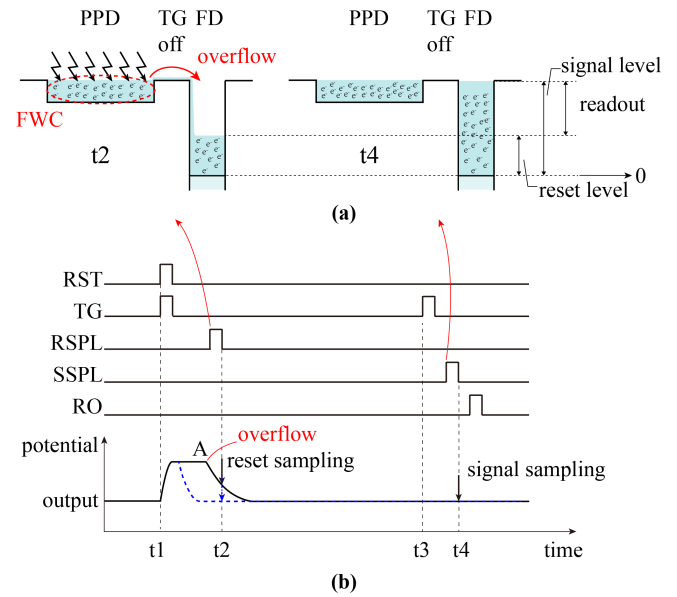 PPD TG FD PPD TG FD
off off
overflow
signal level
readout
FWC
t2 t4
0
reset level
(a)
RST
TG
RSPL
SSPL
RO
potential
A overflow
reset sampling
signal sampling
output
t1 t2 t3 t4 time
(b)